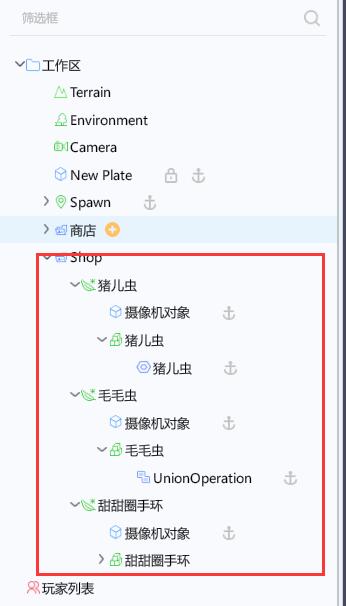 筛选框
工作区
Terrain
Environment
Camera
New Plate
Spawn
商店
Shop
猪儿虫
摄像机对象
猪儿虫
猪儿虫
毛毛虫
摄像机对象
毛毛虫
UnionOperation
甜甜圈手环
摄像机对象
甜甜圈手环
玩家列表